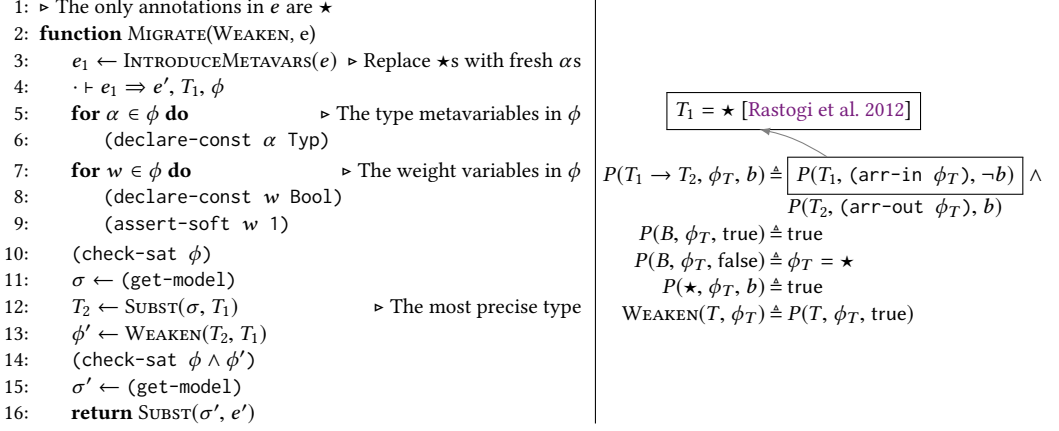 1: ▹ The only annotations in e are ★
2: function MIGRATE(WEAKEN, e)
3: e₁ ← INTRODUCEMETAVARS(e) ▹ Replace ★s with fresh αs
4: · ⊢ e₁ ⇒ e′, T₁, ϕ
5: for α ∈ ϕ do ▹ The type metavariables in ϕ
6: (declare-const α Typ)
7: for w ∈ ϕ do ▹ The weight variables in ϕ
8: (declare-const w Bool)
9: (assert-soft w 1)
10: (check-sat ϕ)
11: σ ← (get-model)
12: T₂ ← SUBST(σ, T₁) ▹ The most precise type
13: ϕ′ ← WEAKEN(T₂, T₁)
14: (check-sat ϕ ∧ ϕ′)
15: σ′ ← (get-model)
16: return SUBST(σ′, e′)
T₁ = ★ [Rastogi et al. 2012]
P(T₁ → T₂, ϕ_T, b) ≜ P(T₁, (arr-in ϕ_T), ¬b) ∧
P(T₂, (arr-out ϕ_T), b)
P(B, ϕ_T, true) ≜ true
P(B, ϕ_T, false) ≜ ϕ_T = ★
P(★, ϕ_T, b) ≜ true
WEAKEN(T, ϕ_T) ≜ P(T, ϕ_T, true)